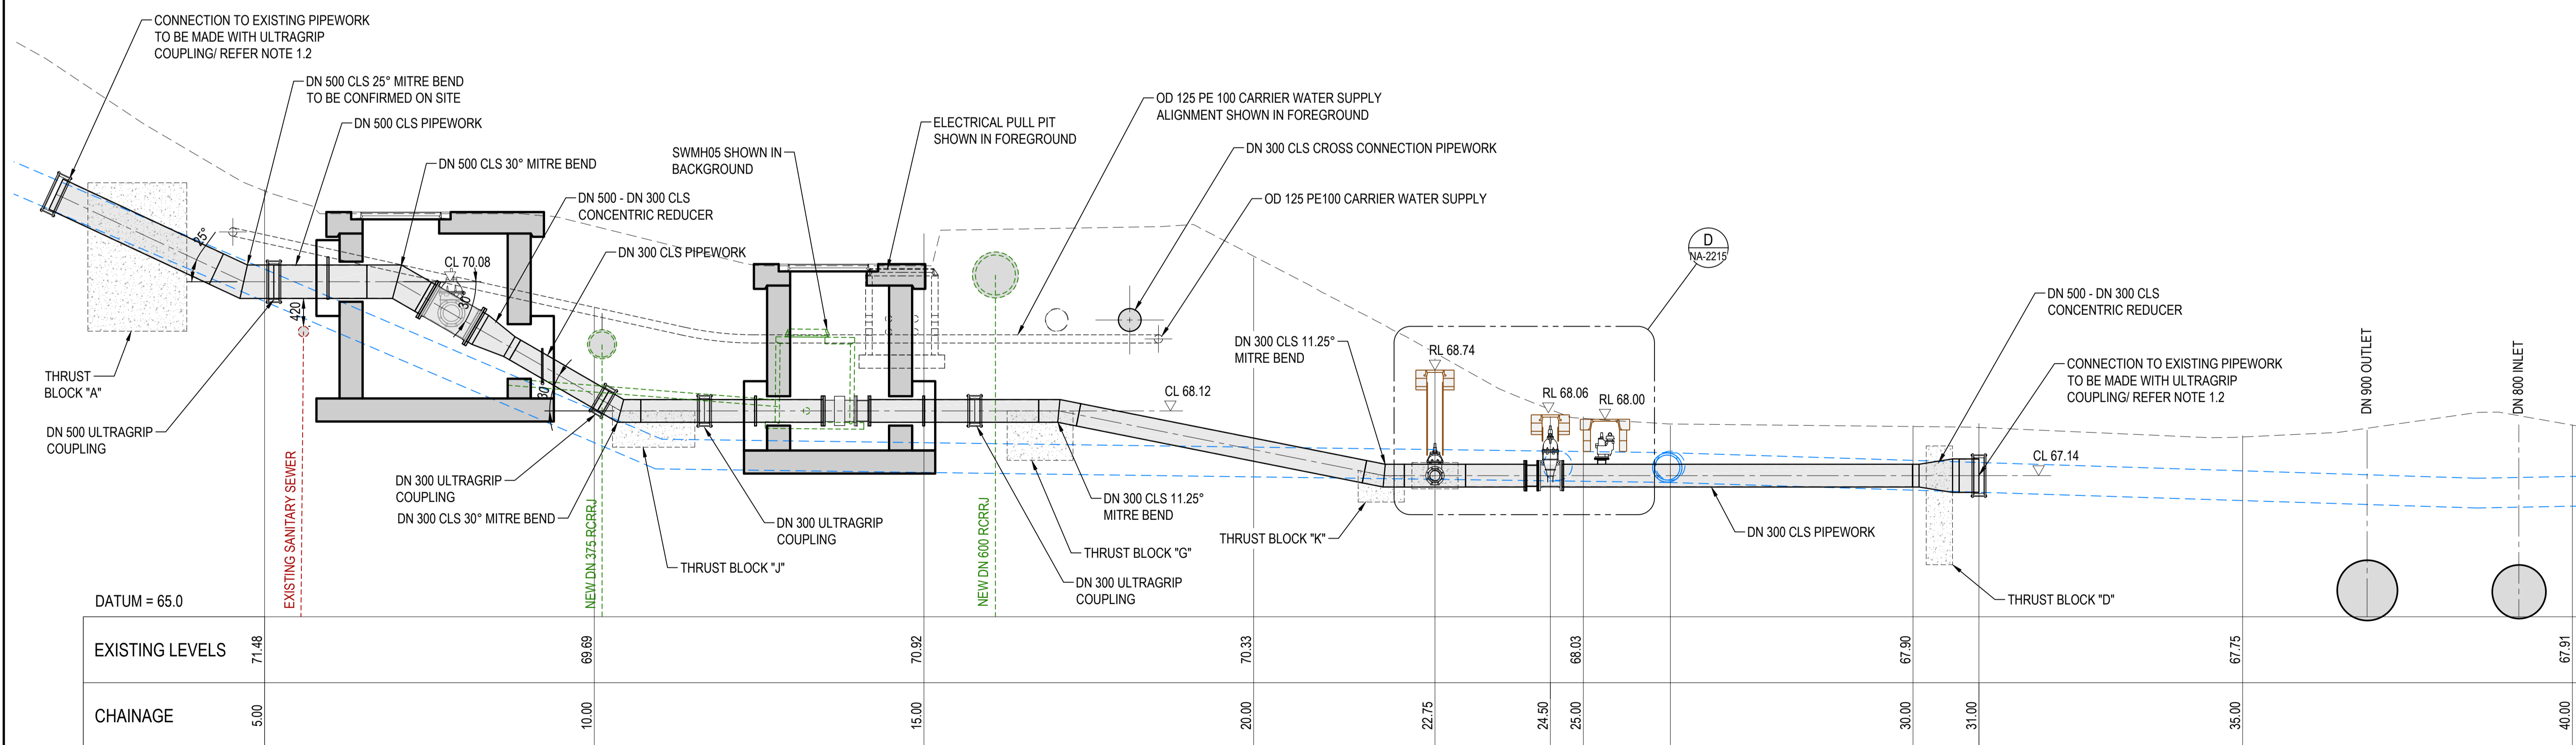 CONNECTION TO EXISTING PIPEWORK
TO BE MADE WITH ULTRAGRIP
COUPLING/ REFER NOTE 1.2
DN 500 CLS 25° MITRE BEND
TO BE CONFIRMED ON SITE
DN 500 CLS PIPEWORK
DN 500 CLS 30° MITRE BEND
DN 500 - DN 300 CLS
CONCENTRIC REDUCER
DN 300 CLS PIPEWORK
SWMH05 SHOWN IN
BACKGROUND
ELECTRICAL PULL PIT
SHOWN IN FOREGROUND
OD 125 PE 100 CARRIER WATER SUPPLY
ALIGNMENT SHOWN IN FOREGROUND
DN 300 CLS CROSS CONNECTION PIPEWORK
OD 125 PE100 CARRIER WATER SUPPLY
D
NA-2215
DN 500 - DN 300 CLS
CONCENTRIC REDUCER
CONNECTION TO EXISTING PIPEWORK
TO BE MADE WITH ULTRAGRIP
COUPLING/ REFER NOTE 1.2
DN 900 OUTLET
DN 800 INLET
25°
CL 70.08
30°
420
30°
THRUST
BLOCK "A"
DN 500 ULTRAGRIP
COUPLING
EXISTING SANITARY SEWER
DN 300 ULTRAGRIP
COUPLING
DN 300 CLS 30° MITRE BEND
NEW DN 375 RCRRJ
THRUST BLOCK "J"
DN 300 ULTRAGRIP
COUPLING
NEW DN 600 RCRRJ
DN 300 ULTRAGRIP
COUPLING
THRUST BLOCK "G"
DN 300 CLS 11.25°
MITRE BEND
CL 68.12
DN 300 CLS 11.25°
MITRE BEND
THRUST BLOCK "K"
RL 68.74
RL 68.06
RL 68.00
DN 300 CLS PIPEWORK
CL 67.14
THRUST BLOCK "D"
DATUM = 65.0
EXISTING LEVELS
71.48
69.69
70.92
70.33
68.03
67.90
67.75
67.91
CHAINAGE
5.00
10.00
15.00
20.00
22.75
24.50
25.00
30.00
31.00
35.00
40.00